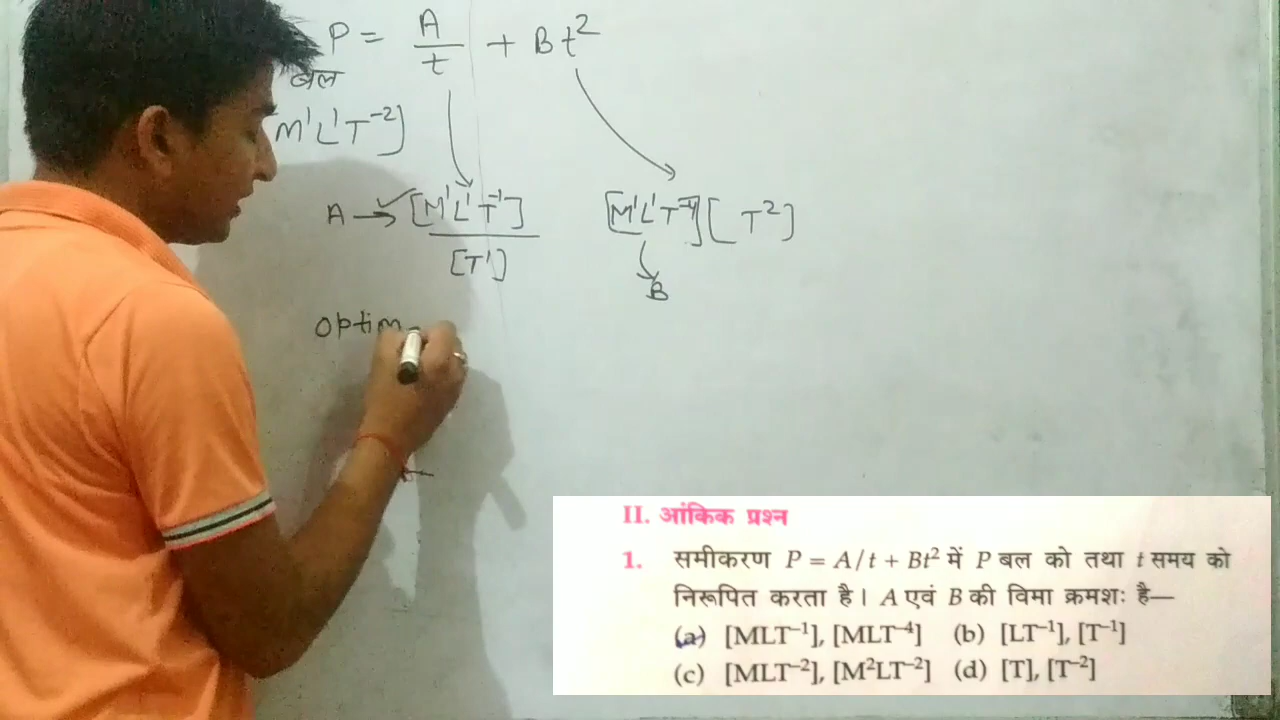 P = A/t + Bt²
बल
M¹L¹T⁻²]
A → [M¹L¹T⁻¹] / [T¹] [M¹L¹T⁻⁴] [T²]
B
option
II. आंकिक प्रश्न
1. समीकरण P = A/t + Bt² में P बल को तथा t समय को
निरूपित करता है। A एवं B की विमा क्रमशः है—
(a) [MLT⁻¹], [MLT⁻⁴] (b) [LT⁻¹], [T⁻¹]
(c) [MLT⁻²], [M²LT⁻²] (d) [T], [T⁻²]